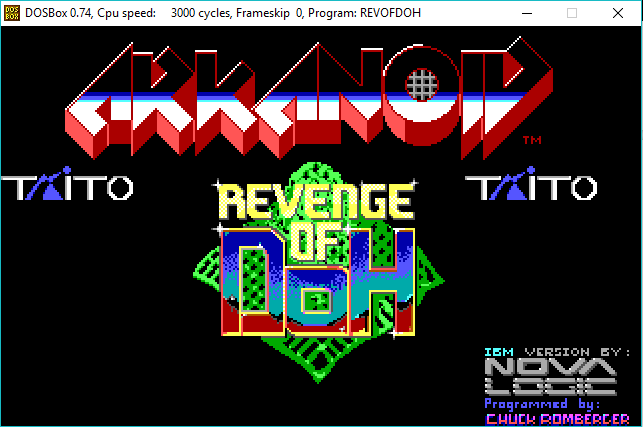 DOSBox 0.74, Cpu speed: 3000 cycles, Frameskip 0, Program: REVOFDOH
ARKANOID
TM
TAITO TAITO
REVENGE
OF
DOH
IBM VERSION BY:
NOVA
LOGIC
Programmed by:
CHUCK ROMBERGER